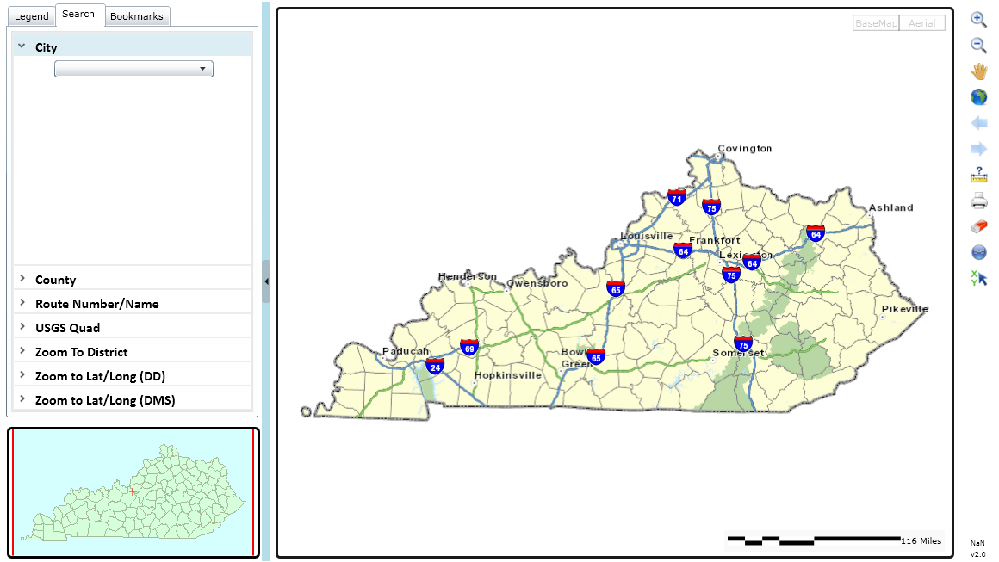 Legend
Search
Bookmarks
City
County
Route Number/Name
USGS Quad
Zoom To District
Zoom to Lat/Long (DD)
Zoom to Lat/Long (DMS)
BaseMap
Aerial
Covington
71
75
Ashland
64
Louisville
Frankfort
64
Lexington
64
75
Henderson
Owensboro
65
Pikeville
75
69
Paducah
Bowling
Green
65
Somerset
24
Hopkinsville
116 Miles
?
X
Y
NaN
v2.0